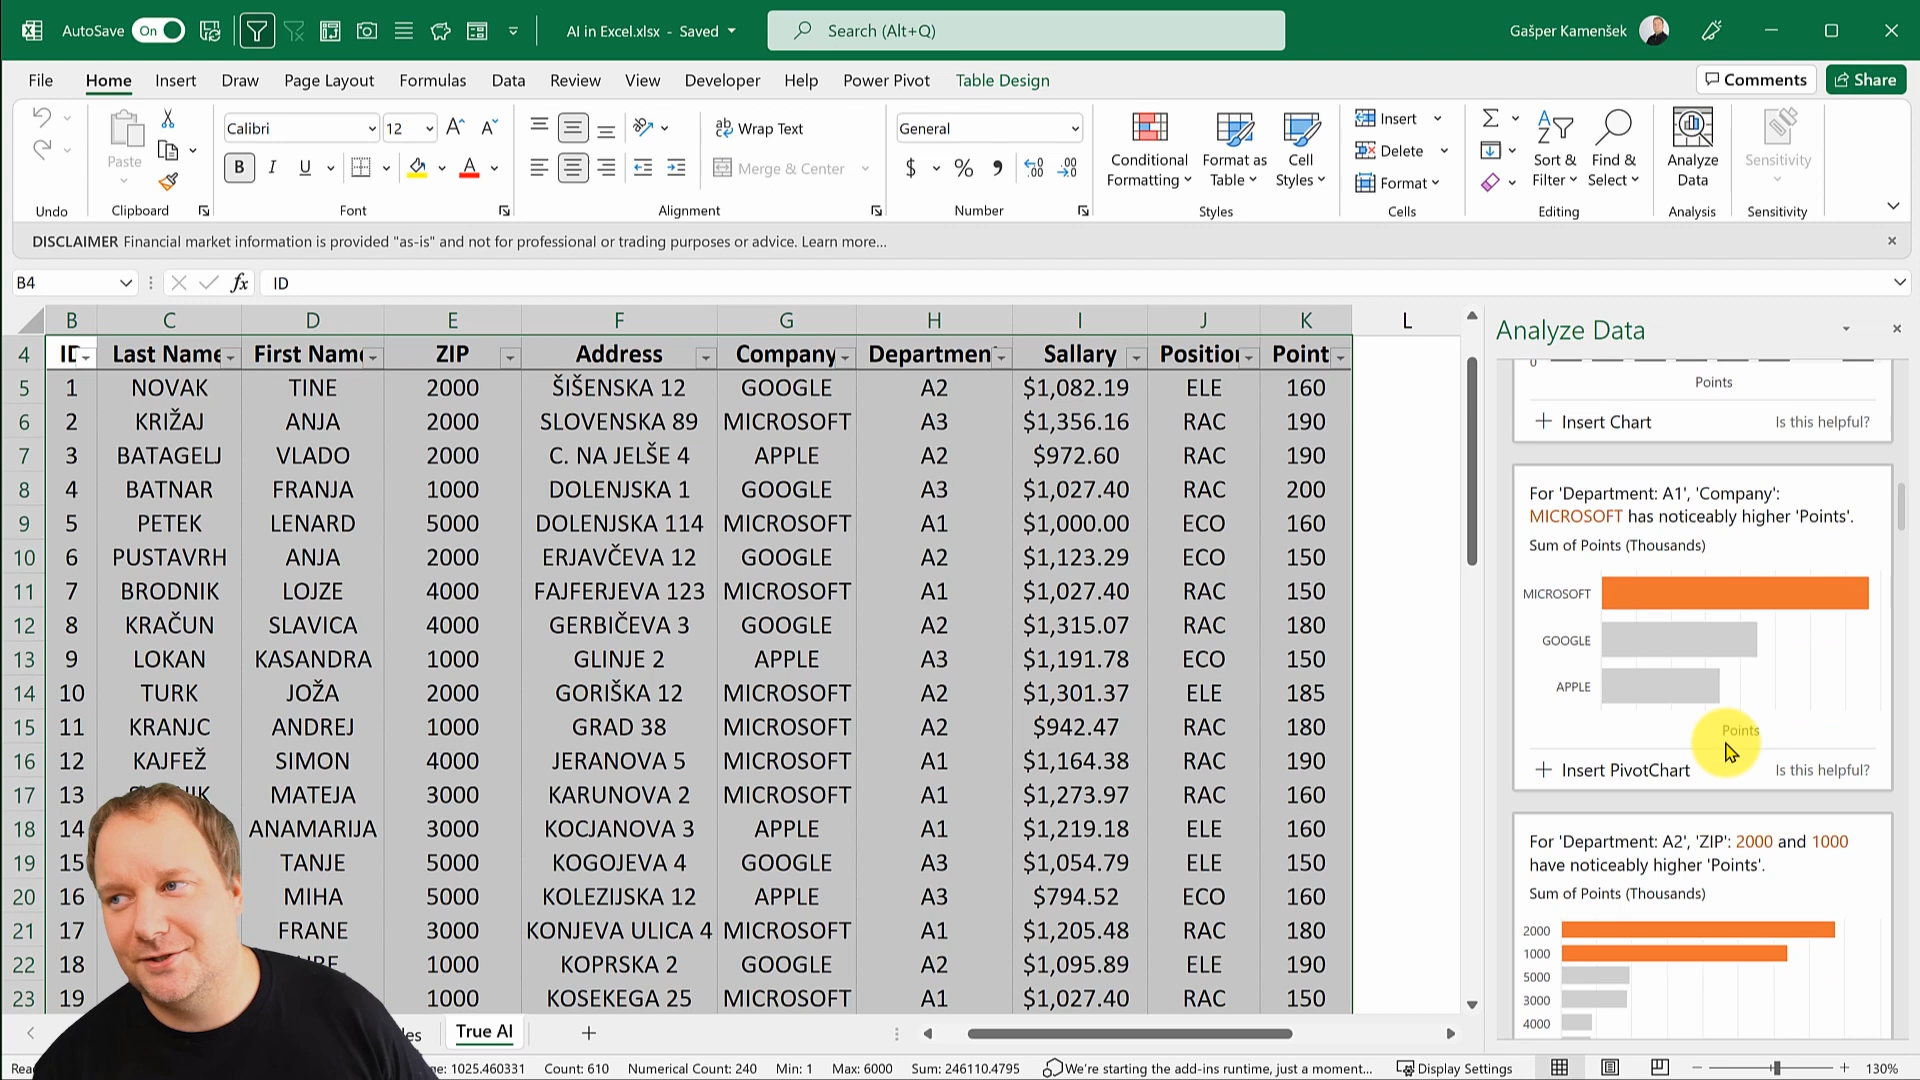 AutoSave On AI in Excel.xlsx - Saved Search (Alt+Q) Gašper Kamenšek
File Home Insert Draw Page Layout Formulas Data Review View Developer Help Power Pivot Table Design Comments Share
Paste Calibri 12 Wrap Text General Conditional Formatting Format as Table Cell Styles Insert Delete Format Sort & Filter Find & Select Analyze Data Sensitivity
B I U Merge & Center $ %
Undo Clipboard Font Alignment Number Styles Cells Editing Analysis Sensitivity
DISCLAIMER Financial market information is provided "as-is" and not for professional or trading purposes or advice. Learn more...
B4 fx ID
B C D E F G H I J K L
4 ID Last Name First Nam ZIP Address Company Departmen Sallary Position Point
5 1 NOVAK TINE 2000 ŠIŠENSKA 12 GOOGLE A2 $1,082.19 ELE 160
6 2 KRIŽAJ ANJA 2000 SLOVENSKA 89 MICROSOFT A3 $1,356.16 RAC 190
7 3 BATAGELJ VLADO 2000 C. NA JELŠE 4 APPLE A2 $972.60 RAC 190
8 4 BATNAR FRANJA 1000 DOLENJSKA 1 GOOGLE A3 $1,027.40 RAC 200
9 5 PETEK LENARD 5000 DOLENJSKA 114 MICROSOFT A1 $1,000.00 ECO 160
10 6 PUSTAVRH ANJA 2000 ERJAVČEVA 12 GOOGLE A2 $1,123.29 ECO 150
11 7 BRODNIK LOJZE 4000 FAJFERJEVA 123 MICROSOFT A1 $1,027.40 RAC 150
12 8 KRAČUN SLAVICA 4000 GERBIČEVA 3 GOOGLE A2 $1,315.07 RAC 180
13 9 LOKAN KASANDRA 1000 GLINJE 2 APPLE A3 $1,191.78 ECO 150
14 10 TURK JOŽA 2000 GORIŠKA 12 MICROSOFT A2 $1,301.37 ELE 185
15 11 KRANJC ANDREJ 1000 GRAD 38 MICROSOFT A2 $942.47 RAC 180
16 12 KAJFEŽ SIMON 4000 JERANOVA 5 MICROSOFT A1 $1,164.38 RAC 190
17 13 MATEJA 3000 KARUNOVA 2 MICROSOFT A1 $1,273.97 RAC 160
18 14 ANAMARIJA 3000 KOCJANOVA 3 APPLE A1 $1,219.18 ELE 160
19 15 TANJE 5000 KOGOJEVA 4 GOOGLE A3 $1,054.79 ELE 150
20 16 MIHA 5000 KOLEZIJSKA 12 APPLE A3 $794.52 ECO 160
21 17 FRANE 3000 KONJEVA ULICA 4 MICROSOFT A1 $1,205.48 RAC 180
22 18 1000 KOPRSKA 2 GOOGLE A2 $1,095.89 ELE 190
23 19 1000 KOSEKEGA 25 MICROSOFT A1 $1,027.40 RAC 150
True AI
1025.460331 Count: 610 Numerical Count: 240 Min: 1 Max: 6000 Sum: 246110.4795 We're starting the add-ins runtime, just a moment... Display Settings 130%
Analyze Data
0
Points
Insert Chart Is this helpful?
For 'Department: A1', 'Company':
MICROSOFT has noticeably higher 'Points'.
Sum of Points (Thousands)
MICROSOFT
GOOGLE
APPLE
Points
Insert PivotChart Is this helpful?
For 'Department: A2', 'ZIP': 2000 and 1000
have noticeably higher 'Points'.
Sum of Points (Thousands)
2000
1000
5000
3000
4000